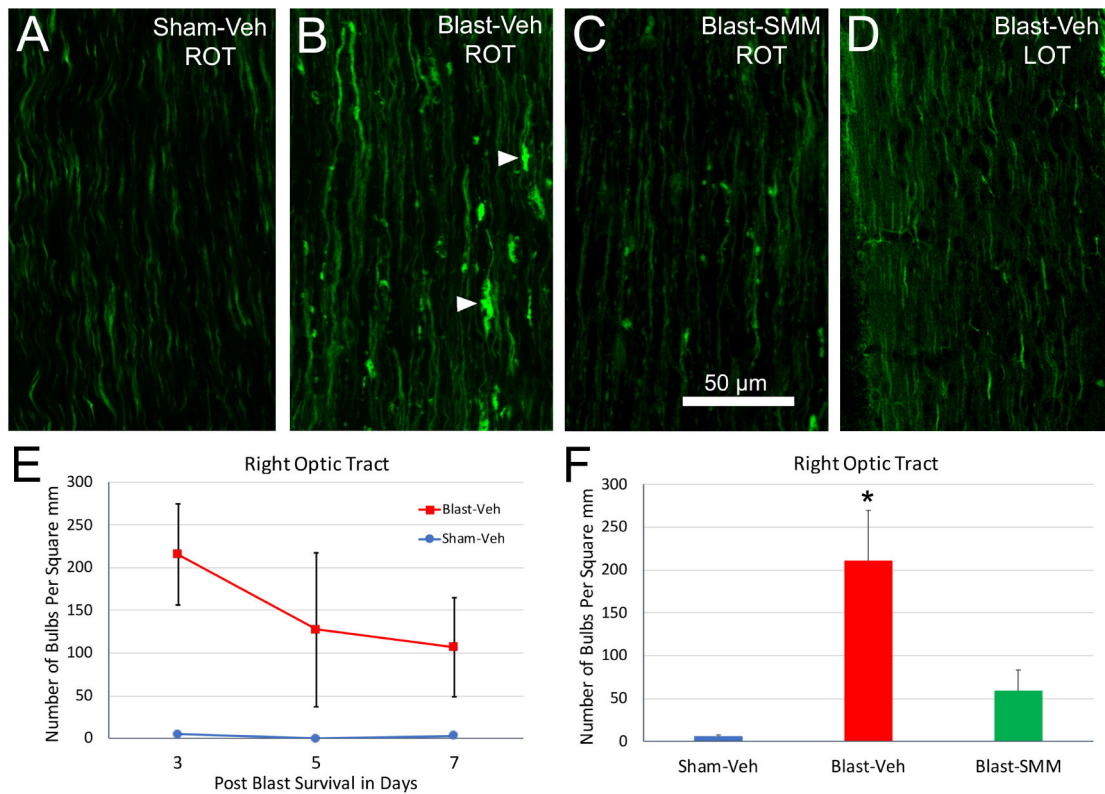 A
Sham-Veh
ROT
B
Blast-Veh
ROT
C
Blast-SMM
ROT
50 µm
D
Blast-Veh
LOT
E
Right Optic Tract
Number of Bulbs Per Square mm
300
250
200
150
100
50
0
Blast-Veh
Sham-Veh
3
5
7
Post Blast Survival in Days
F
Right Optic Tract
Number of Bulbs Per Square mm
300
250
200
150
100
50
0
*
Sham-Veh
Blast-Veh
Blast-SMM